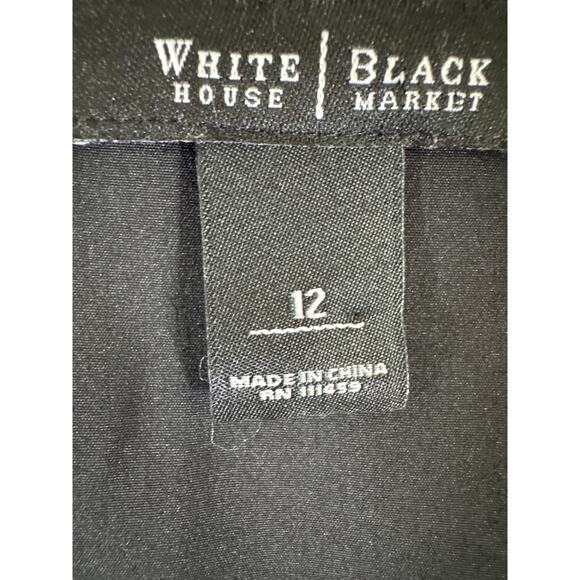 WHITE | BLACK
HOUSE | MARKET
12
MADE IN CHINA
RN 111459